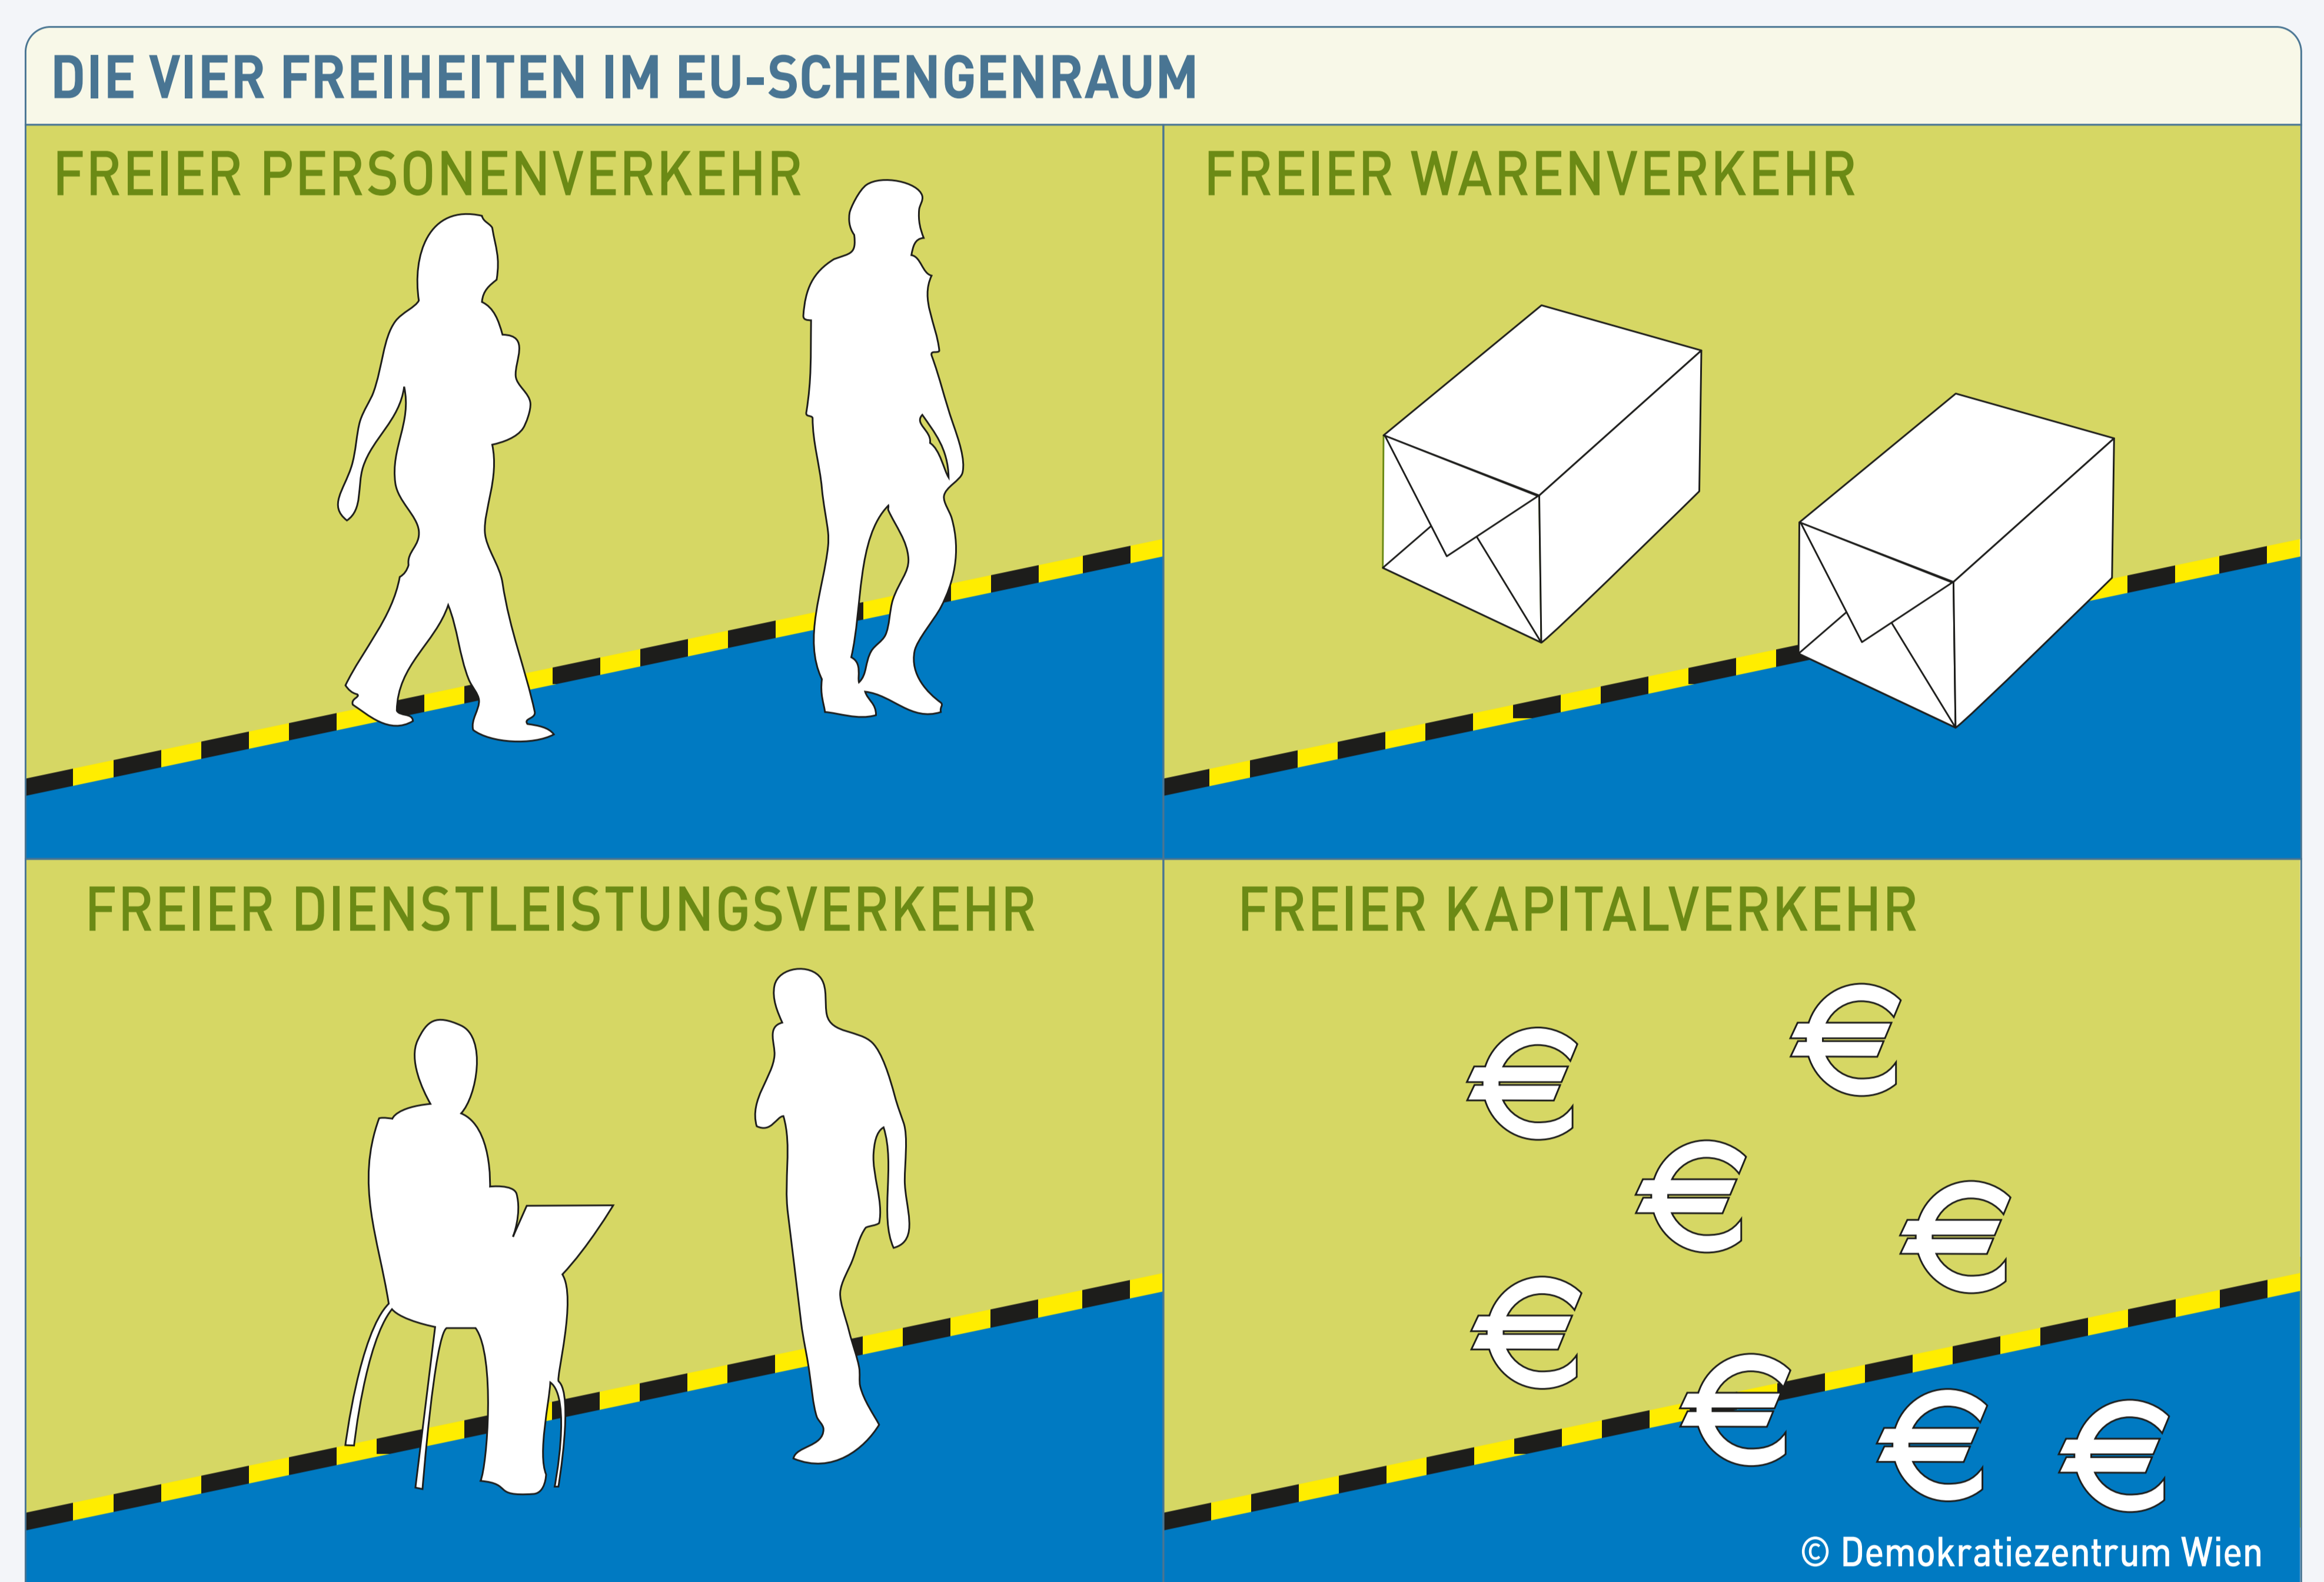 DIE VIER FREIHEITEN IM EU-SCHENGENRAUM
FREIER PERSONENVERKEHR
FREIER WARENVERKEHR
FREIER DIENSTLEISTUNGSVERKEHR
FREIER KAPITALVERKEHR
€
€
€
€
€
€
€
€
© Demokratiezentrum Wien